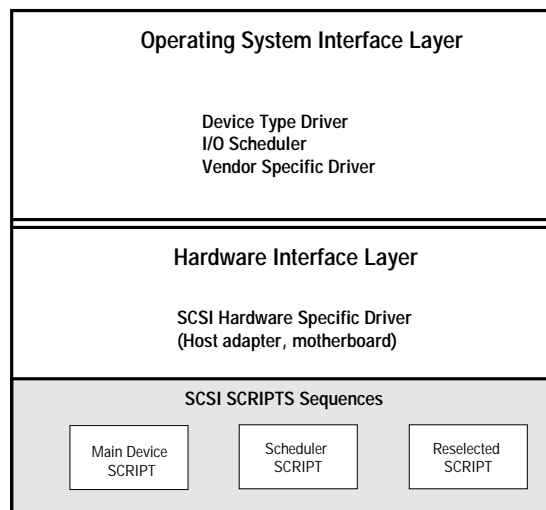 Operating System Interface Layer
Device Type Driver
I/O Scheduler
Vendor Specific Driver
Hardware Interface Layer
SCSI Hardware Specific Driver
(Host adapter, motherboard)
SCSI SCRIPTS Sequences
Main Device
SCRIPT
Scheduler
SCRIPT
Reselected
SCRIPT